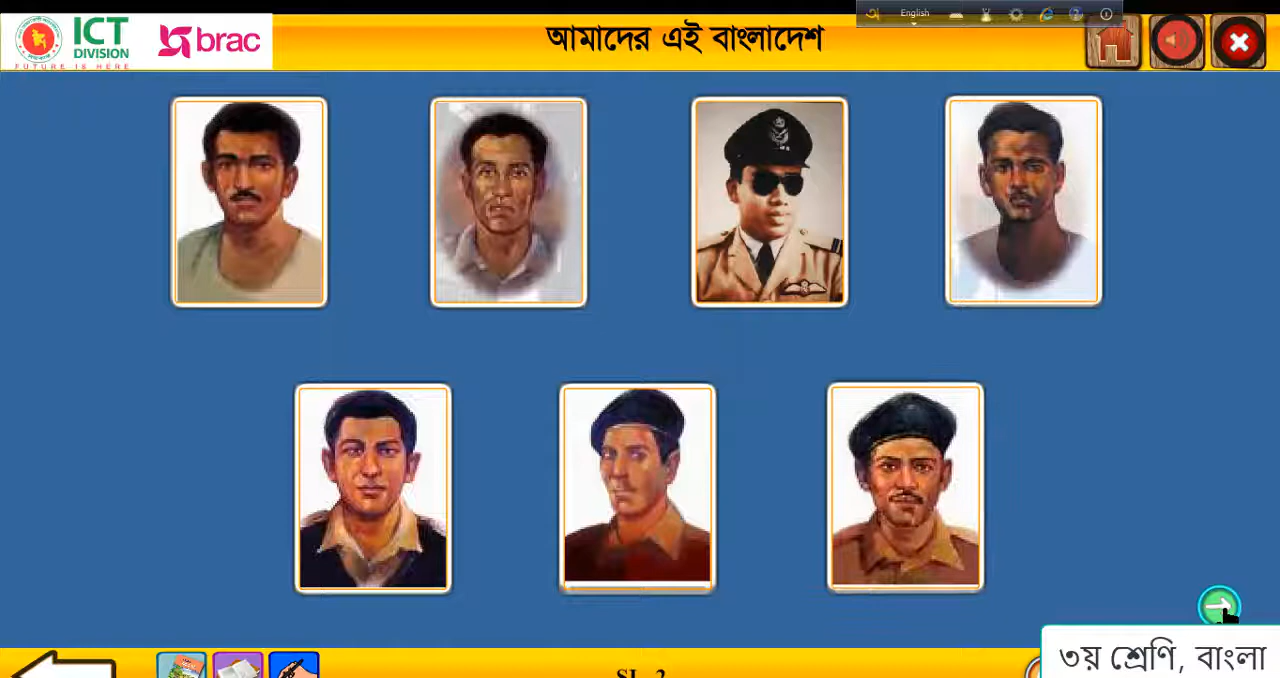 ICT
DIVISION
FUTURE IS HERE
brac
আমাদের এই বাংলাদেশ
অ English
৩য় শ্রেণি, বাংলা